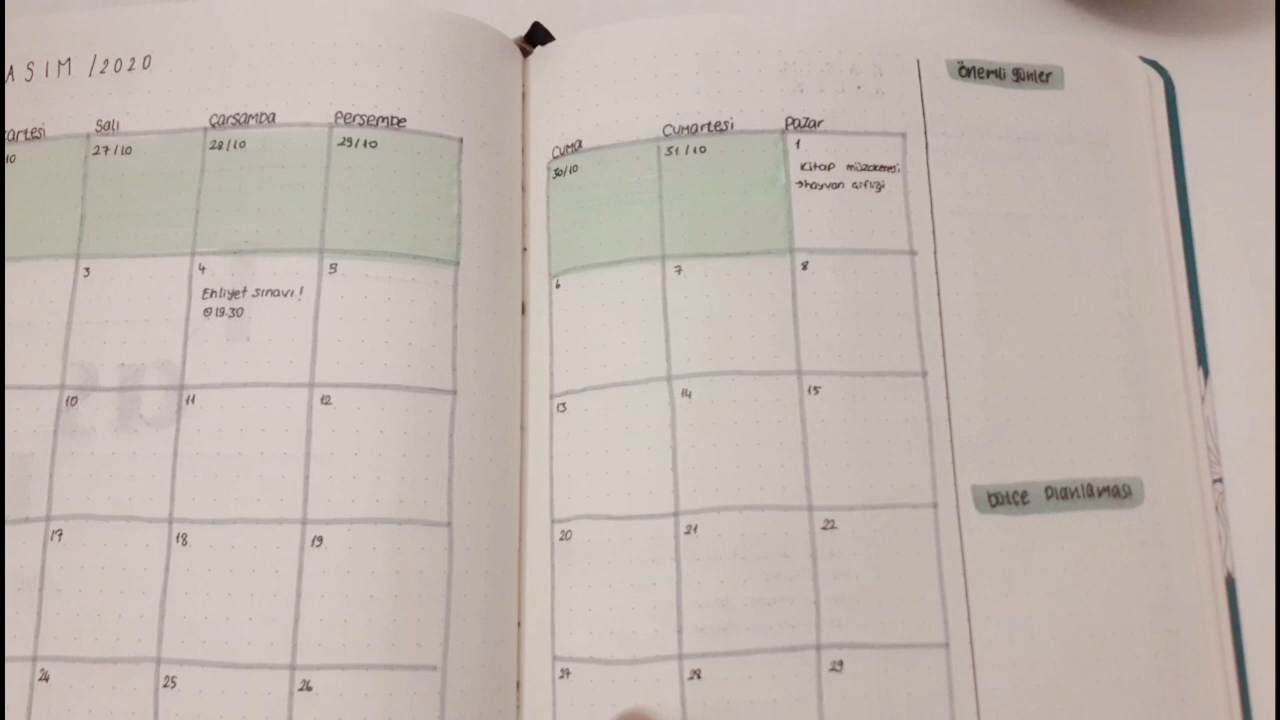 ASIM /2020
artesi Salı Çarşamba Perşembe
10 27/10 28/10 29/10
3 4 5
Ehliyet sınavı!
19.30
10 11 12
17 18 19
24 25 26
Cuma Cumartesi Pazar
30/10 31/10 1
Kitap müzakeresi
→hayvan çiftliği
6 7 8
13 14 15
20 21 22
27 28 29
önemli günler
bütçe planlaması